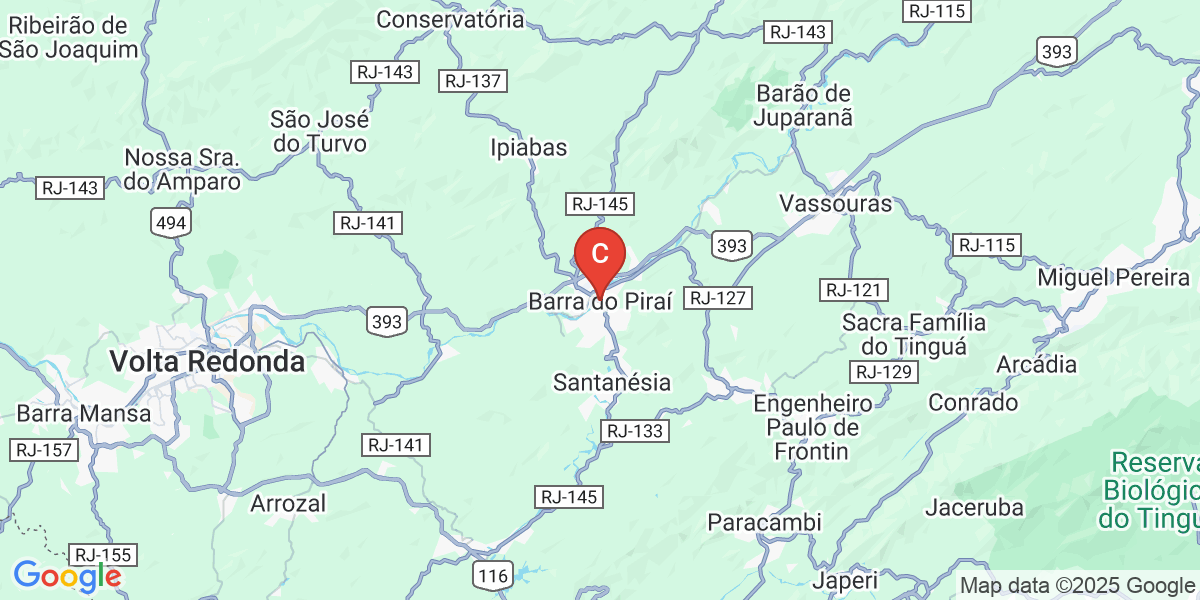 Ribeirão de
São Joaquim
Conservatória
RJ-115
RJ-143
393
RJ-143
RJ-137
Barão de
Juparanã
São José
do Turvo
Ipiabas
Nossa Sra.
do Amparo
RJ-143
RJ-145
Vassouras
494
RJ-141
393
RJ-115
C
Miguel Pereira
RJ-121
RJ-127
Barra do Piraí
393
Sacra Família
do Tinguá
Volta Redonda
Arcádia
RJ-129
Santanésia
Conrado
Barra Mansa
Engenheiro
Paulo de
Frontin
RJ-133
RJ-141
RJ-157
Reserva
Biológic
do Tingu
Arrozal
RJ-145
Jaceruba
Paracambi
RJ-155
116
Japeri
Google
Map data ©2025 Google